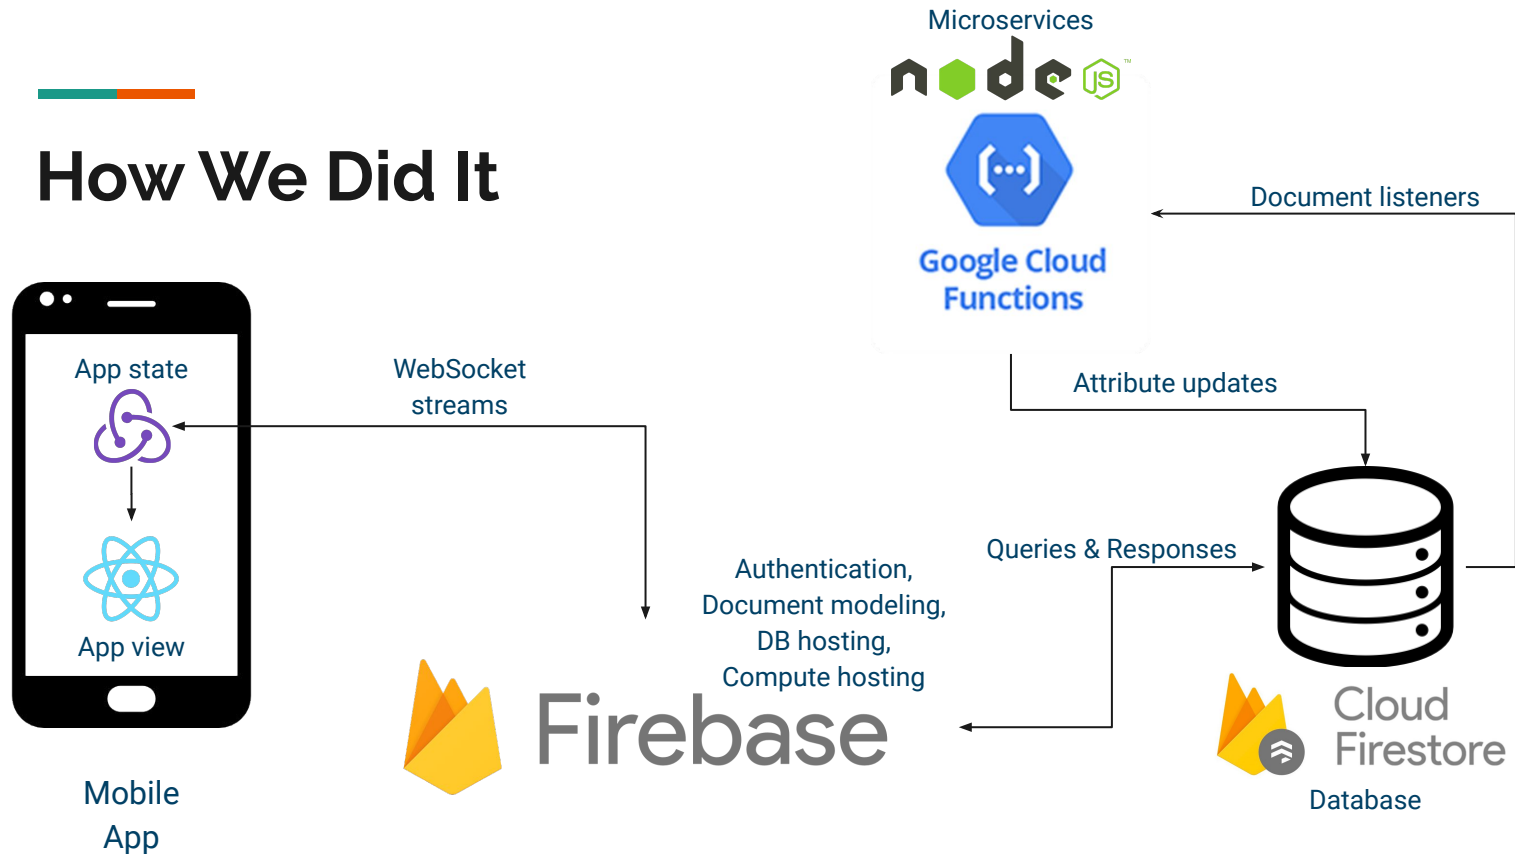 Microservices
node JS ™
How We Did It
Google Cloud
Functions
Document listeners
App state
WebSocket
streams
Attribute updates
App view
Queries & Responses
Authentication,
Document modeling,
DB hosting,
Compute hosting
Firebase
Cloud
Firestore
Database
Mobile
App